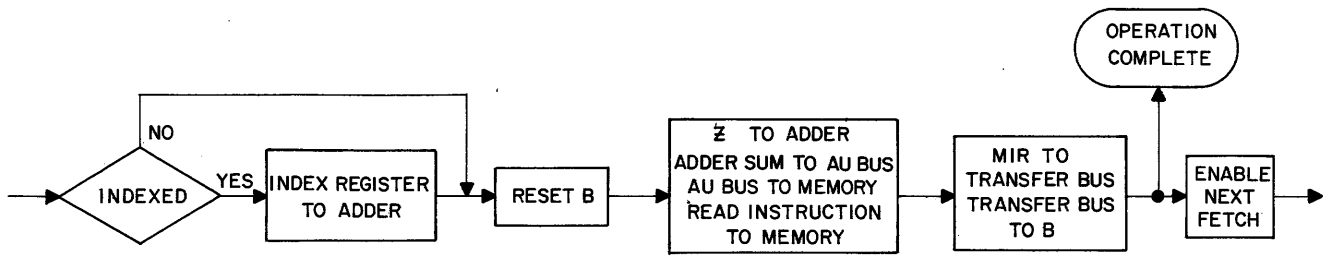 OPERATION
COMPLETE
NO
INDEXED
YES
INDEX REGISTER
TO ADDER
RESET B
Ƶ TO ADDER
ADDER SUM TO AU BUS
AU BUS TO MEMORY
READ INSTRUCTION
TO MEMORY
MIR TO
TRANSFER BUS
TRANSFER BUS
TO B
ENABLE
NEXT
FETCH